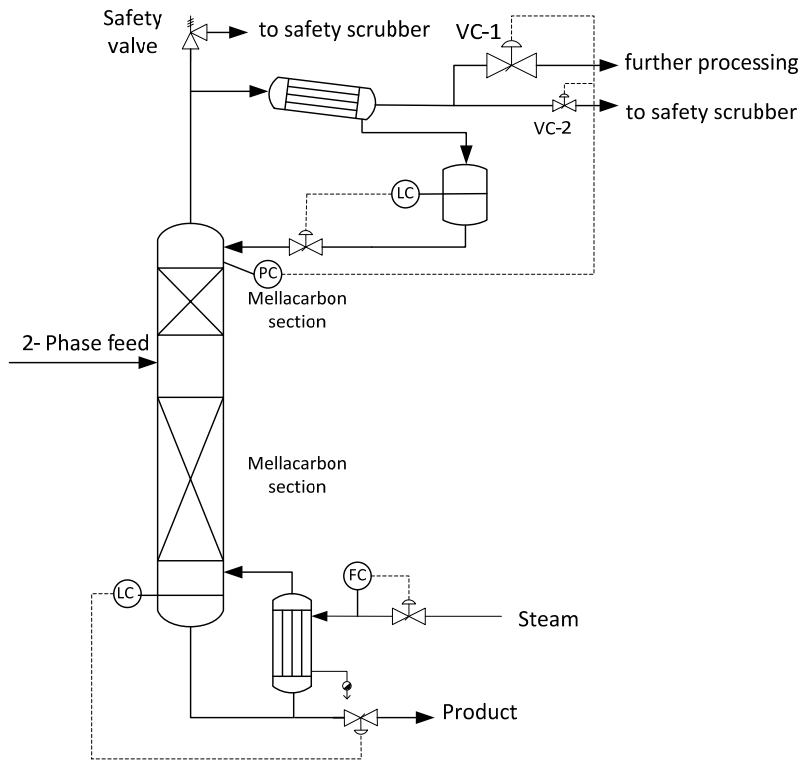 Safety
valve
to safety scrubber
VC-1
further processing
to safety scrubber
VC-2
LC
PC
Mellacarbon
section
2- Phase feed
Mellacarbon
section
FC
LC
Steam
Product